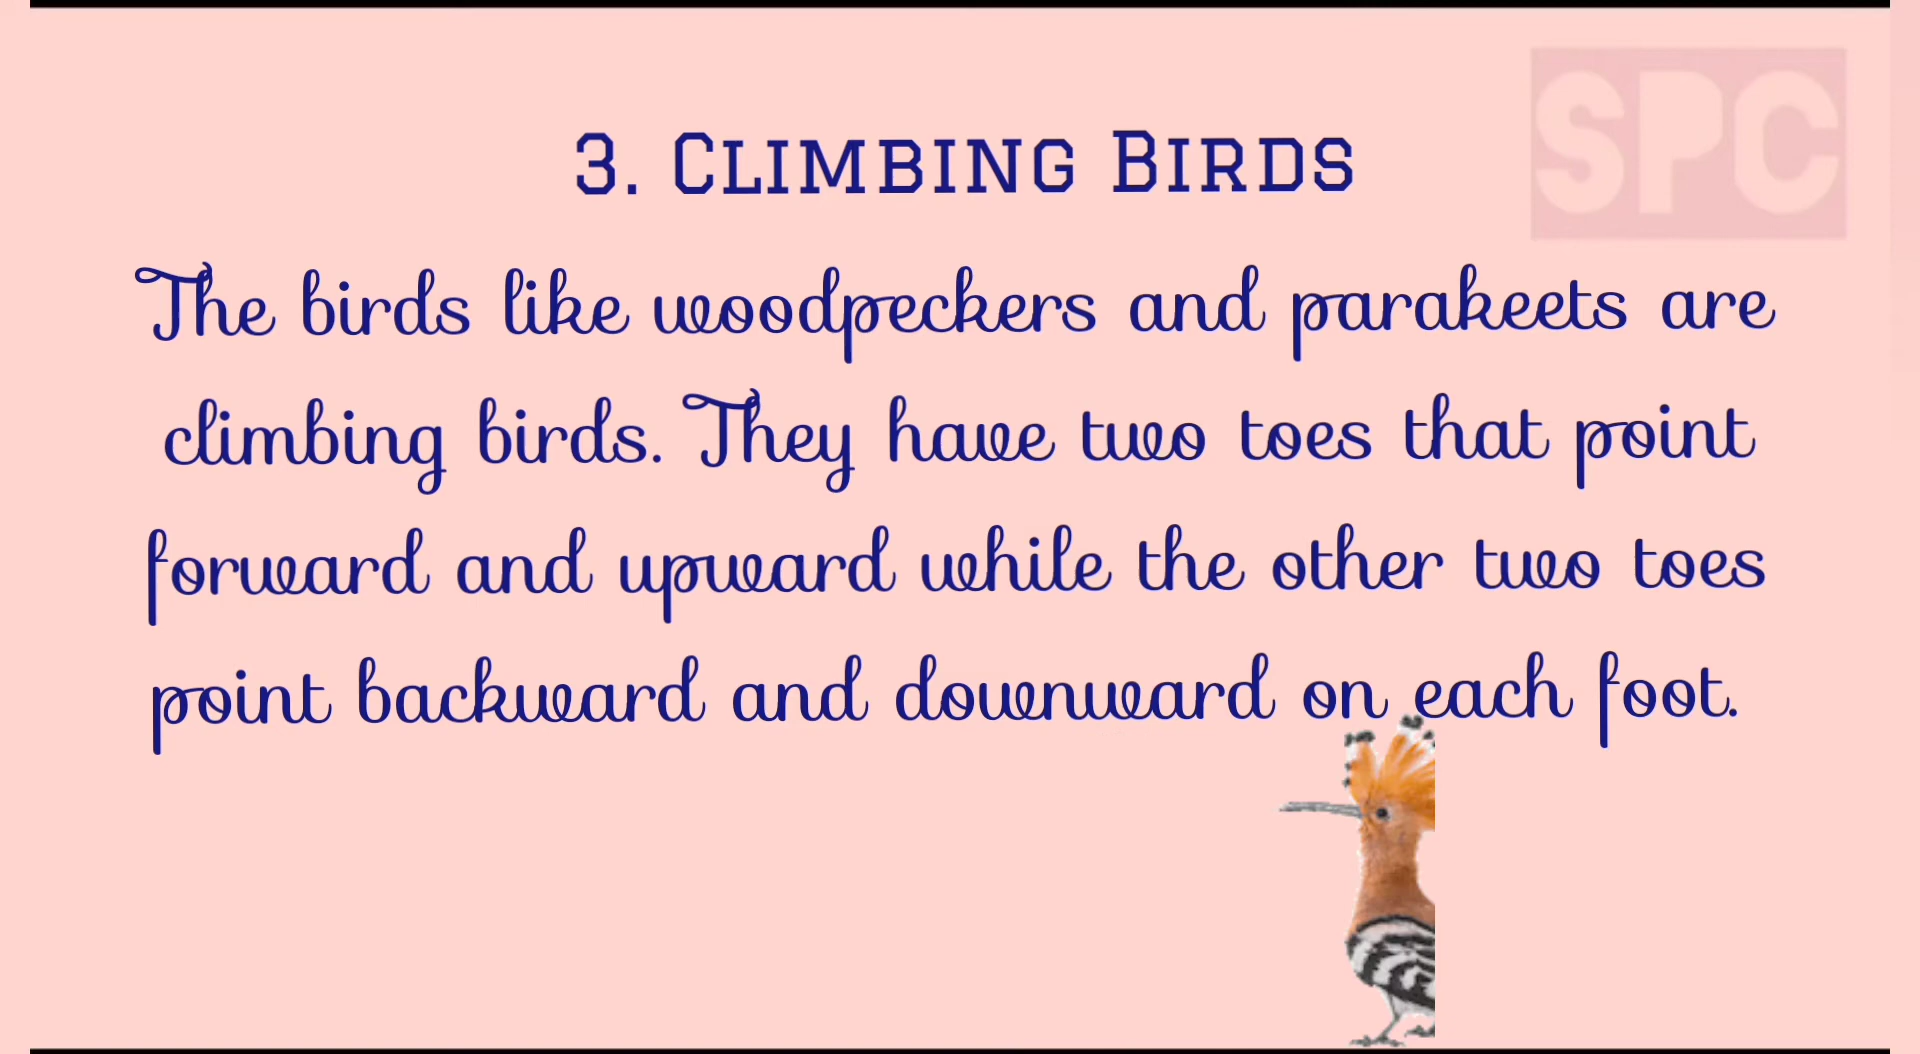 SPC
3. Climbing Birds
The birds like woodpeckers and parakeets are
climbing birds. They have two toes that point
forward and upward while the other two toes
point backward and downward on each foot.